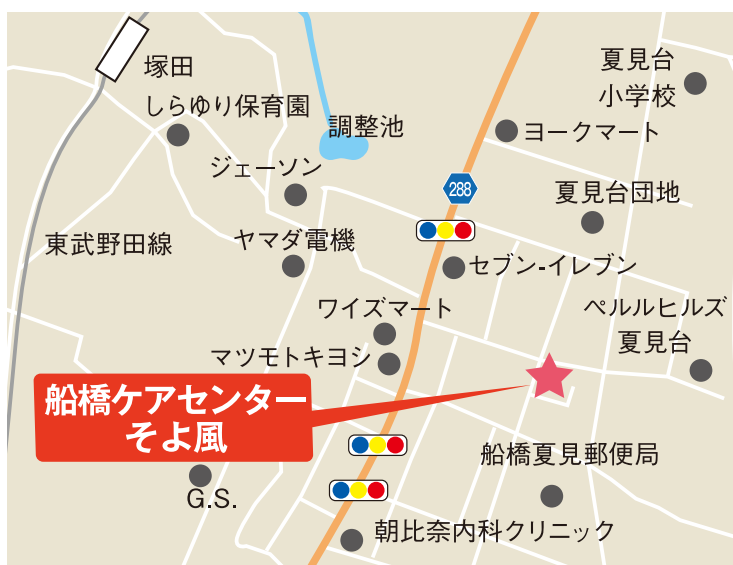 塚田
しらゆり保育園
調整池
夏見台
小学校
ヨークマート
ジェーソン
288
夏見台団地
東武野田線
ヤマダ電機
セブン-イレブン
ワイズマート
ペルルヒルズ
夏見台
マツモトキヨシ
船橋ケアセンター
そよ風
船橋夏見郵便局
G.S.
朝比奈内科クリニック